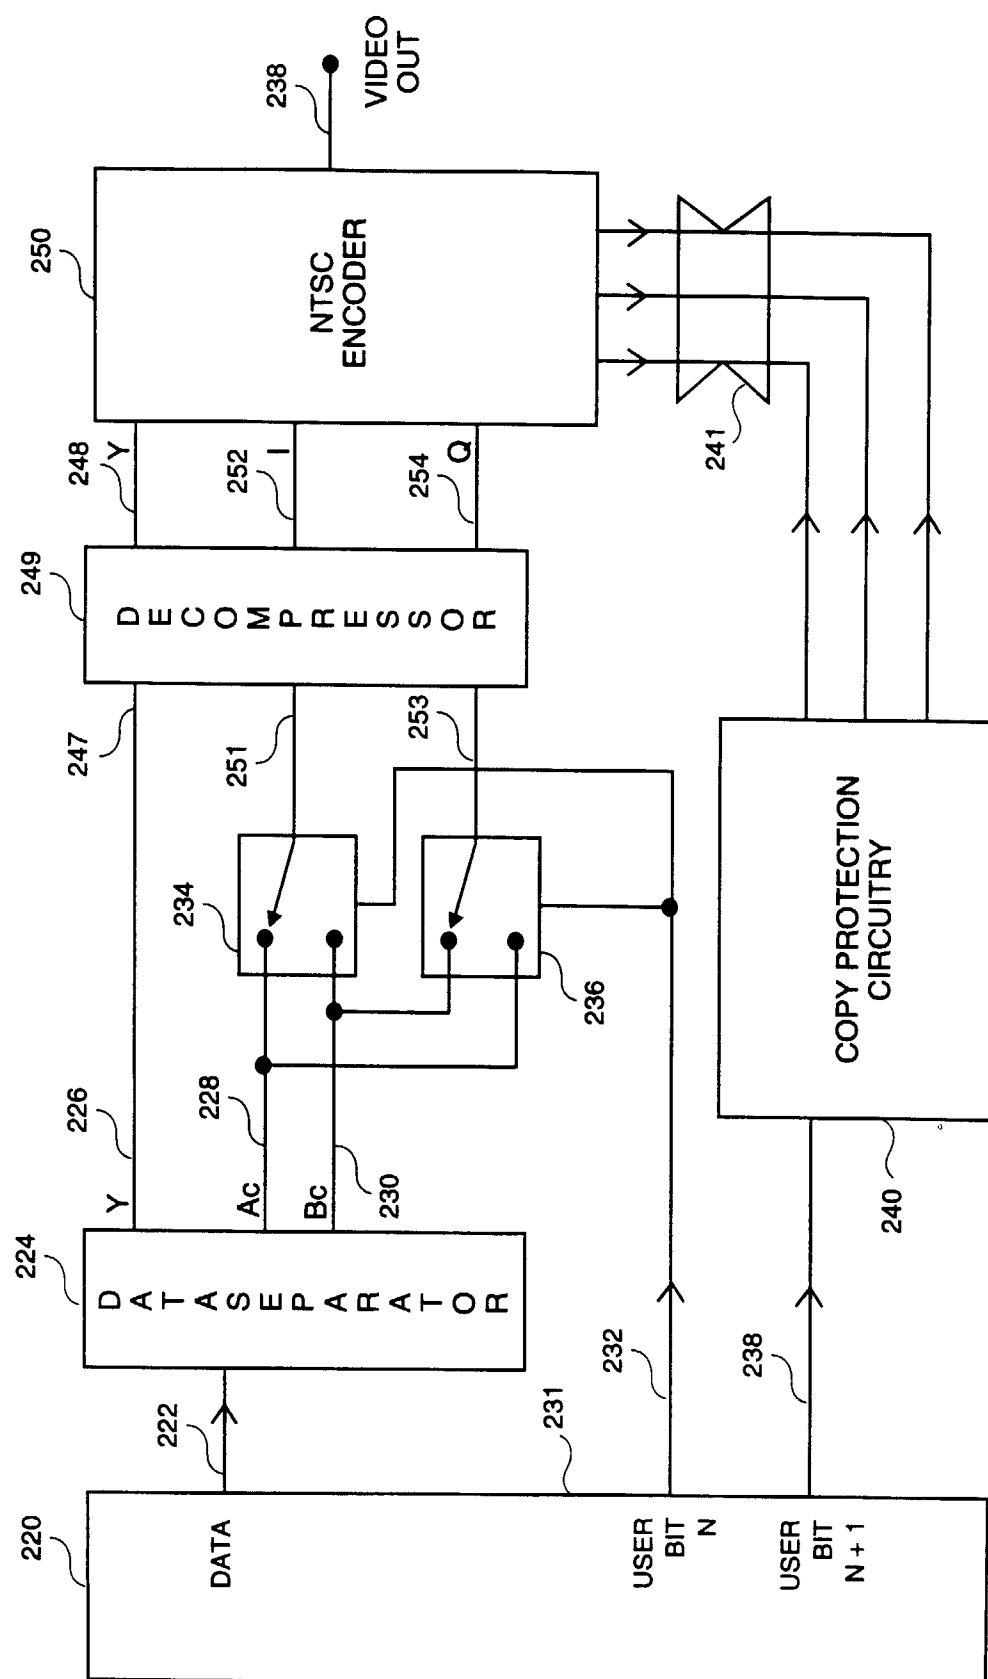 220
DATA
USER
BIT
N
USER
BIT
N + 1
231
222
232
238
224
DATASEPARATOR
Y
226
Ac
228
Bc
230
234
236
247
251
253
249
DECOMPRESSOR
248
Y
252
I
254
Q
250
NTSC
ENCODER
238
VIDEO
OUT
241
COPY PROTECTION
CIRCUITRY
240